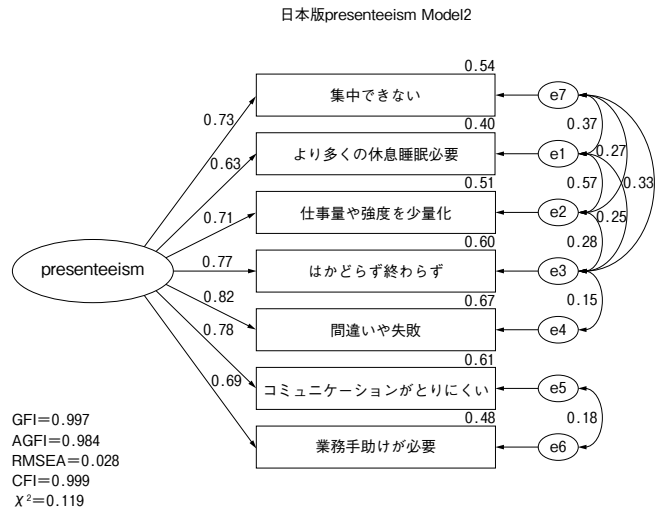 日本版presenteeism Model2
0.54
集中できない
e7
0.73
0.40
0.37
より多くの休息睡眠必要
e1
0.27
0.63
0.51
0.57
0.33
仕事量や強度を少量化
e2
0.25
0.71
0.60
0.28
presenteeism
0.77
はかどらず終わらず
e3
0.82
0.67
0.15
間違いや失敗
e4
0.78
0.61
コミュニケーションがとりにくい
e5
0.69
0.48
0.18
業務手助けが必要
e6
GFI=0.997
AGFI=0.984
RMSEA=0.028
CFI=0.999
χ²=0.119